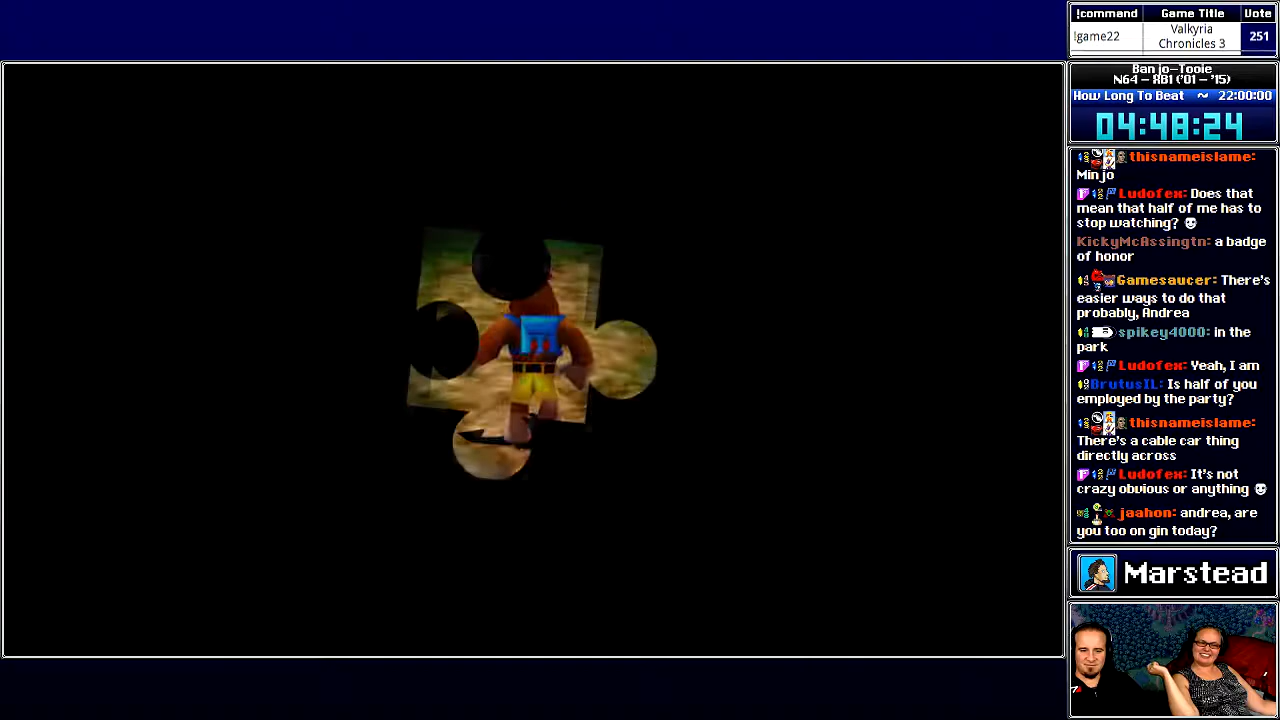 !command Game Title Vote
!game22 Valkyria Chronicles 3 251
Banjo-Tooie
N64 - XB1 ('01 - '15)
How Long To Beat ~ 22:00:00
04:48:24
thisnameislame:
Minjo
Ludofex: Does that
mean that half of me has to
stop watching?
KickyMcAssingtn: a badge
of honor
Gamesaucer: There's
easier ways to do that
probably, Andrea
spikey4000: in the
park
Ludofex: Yeah, I am
BrutusIL: Is half of you
employed by the party?
thisnameislame:
There's a cable car thing
directly across
Ludofex: It's not
crazy obvious or anything
jaahon: andrea, are
you too on gin today?
Marstead